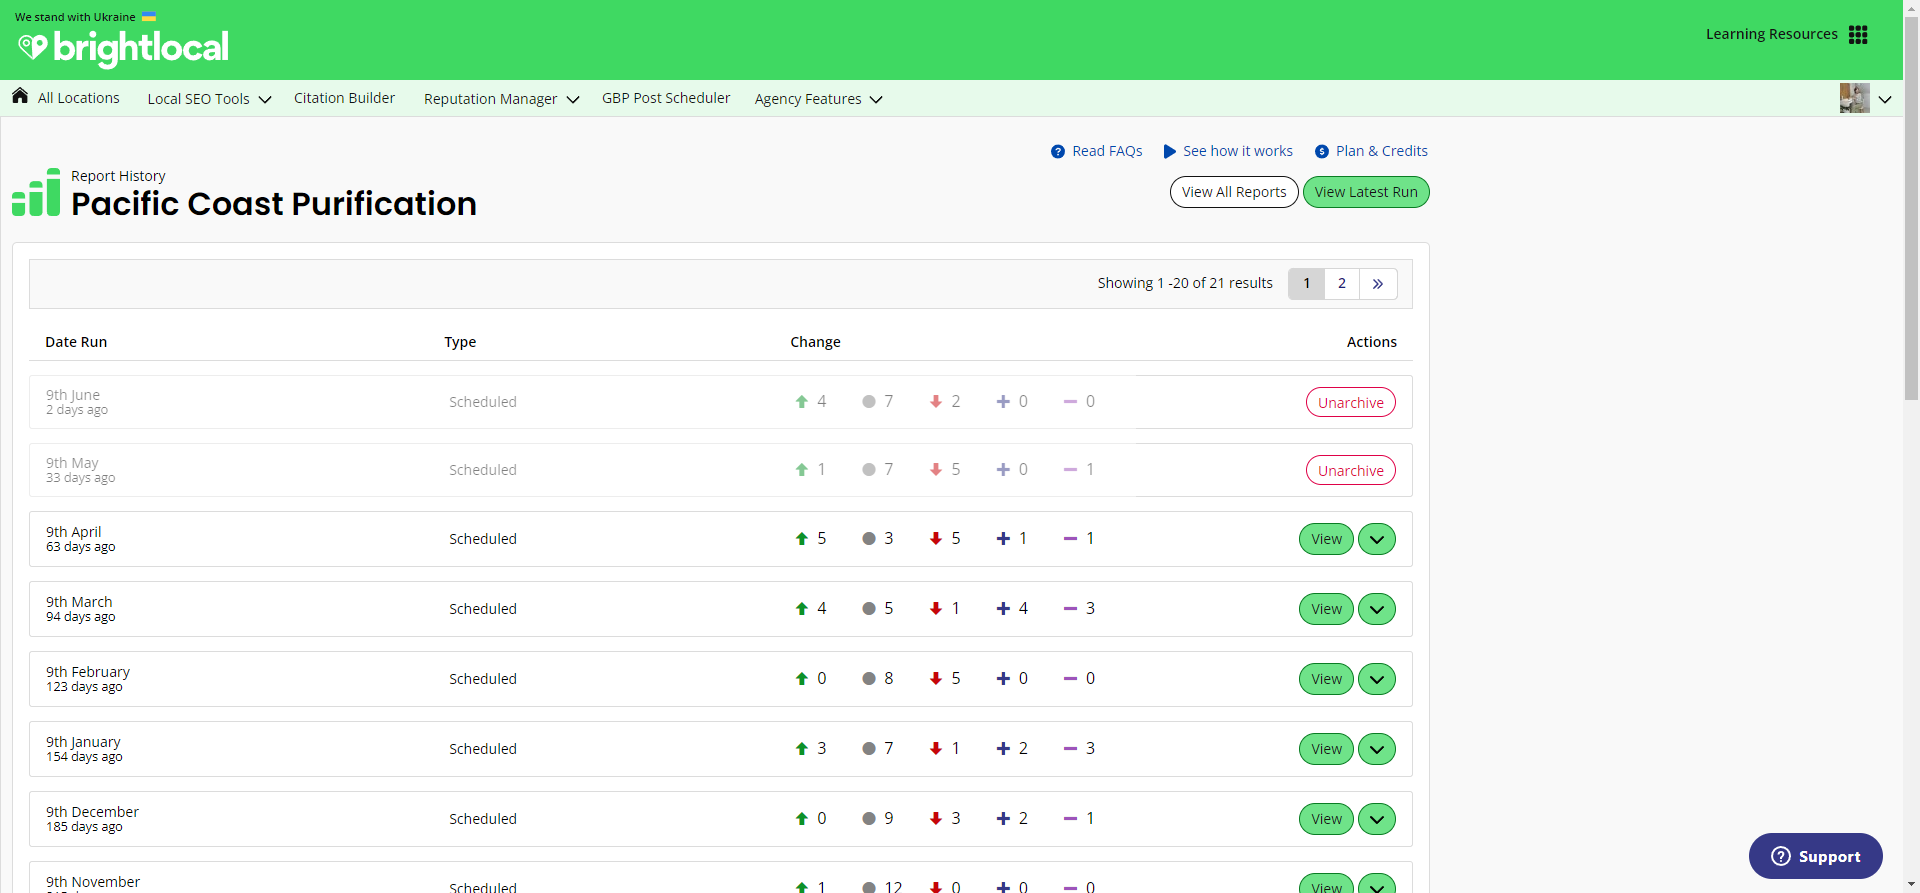 We stand with Ukraine
brightlocal
Learning Resources
All Locations Local SEO Tools Citation Builder Reputation Manager GBP Post Scheduler Agency Features
Read FAQs See how it works Plan & Credits
Report History
Pacific Coast Purification
View All Reports View Latest Run
Showing 1 -20 of 21 results 1 2 »
Date Run Type Change Actions
9th June
2 days ago
Scheduled 4 7 2 0 0 Unarchive
9th May
33 days ago
Scheduled 1 7 5 0 1 Unarchive
9th April
63 days ago
Scheduled 5 3 5 1 1 View
9th March
94 days ago
Scheduled 4 5 1 4 3 View
9th February
123 days ago
Scheduled 0 8 5 0 0 View
9th January
154 days ago
Scheduled 3 7 1 2 3 View
9th December
185 days ago
Scheduled 0 9 3 2 1 View
Support
9th November
Scheduled 1 12 0 0 0 View